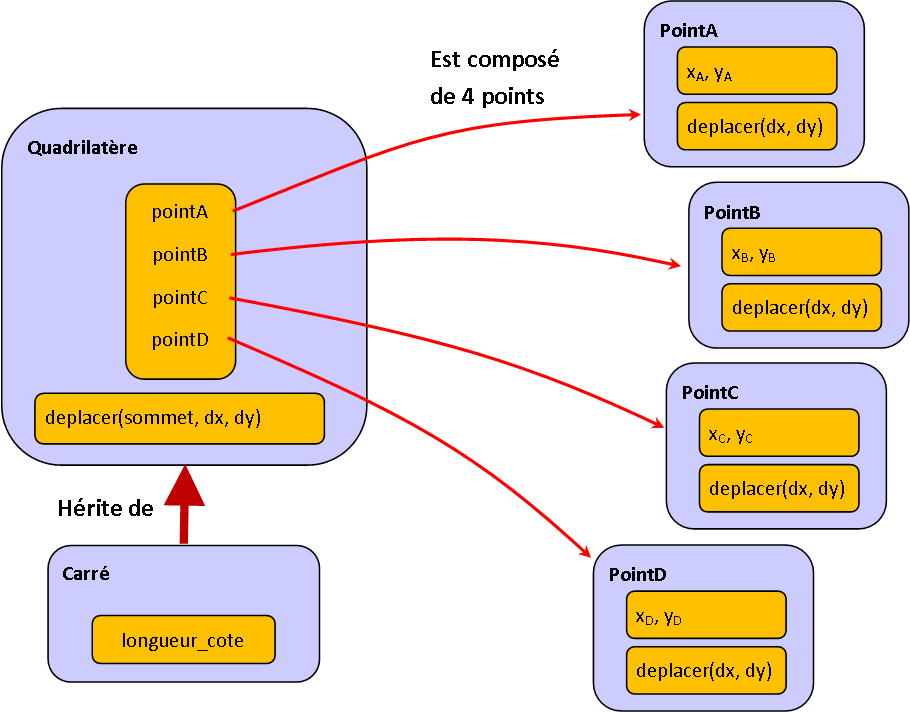 Est composé
de 4 points
Quadrilatère
pointA
pointB
pointC
pointD
deplacer(sommet, dx, dy)
Hérite de
Carré
longueur_cote
PointA
x_A, y_A
deplacer(dx, dy)
PointB
x_B, y_B
deplacer(dx, dy)
PointC
x_C, y_C
deplacer(dx, dy)
PointD
x_D, y_D
deplacer(dx, dy)